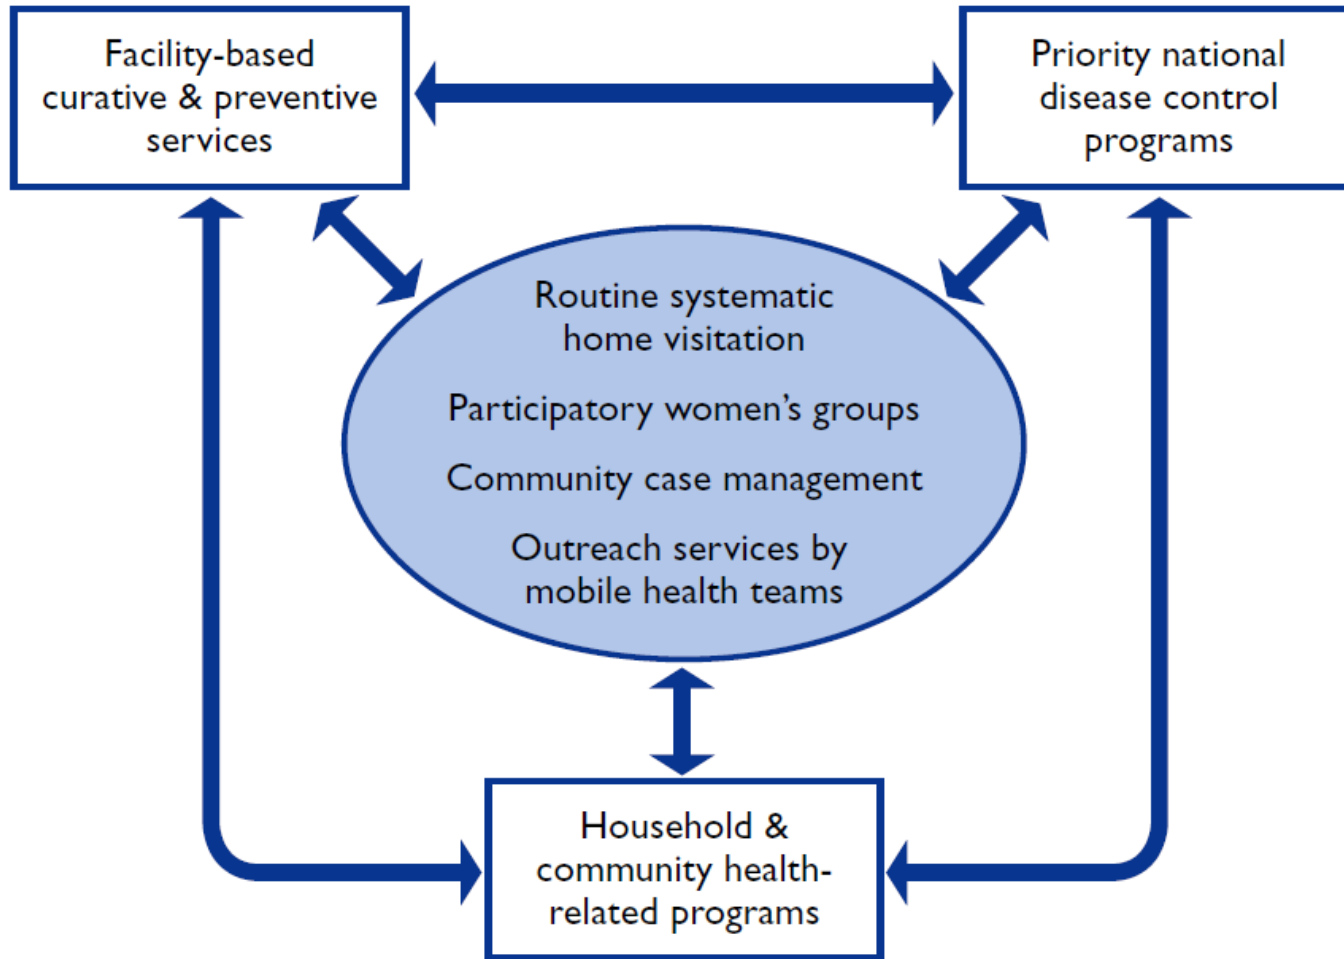 Facility-based
curative & preventive
services
Priority national
disease control
programs
Routine systematic
home visitation
Participatory women’s groups
Community case management
Outreach services by
mobile health teams
Household &
community health-
related programs